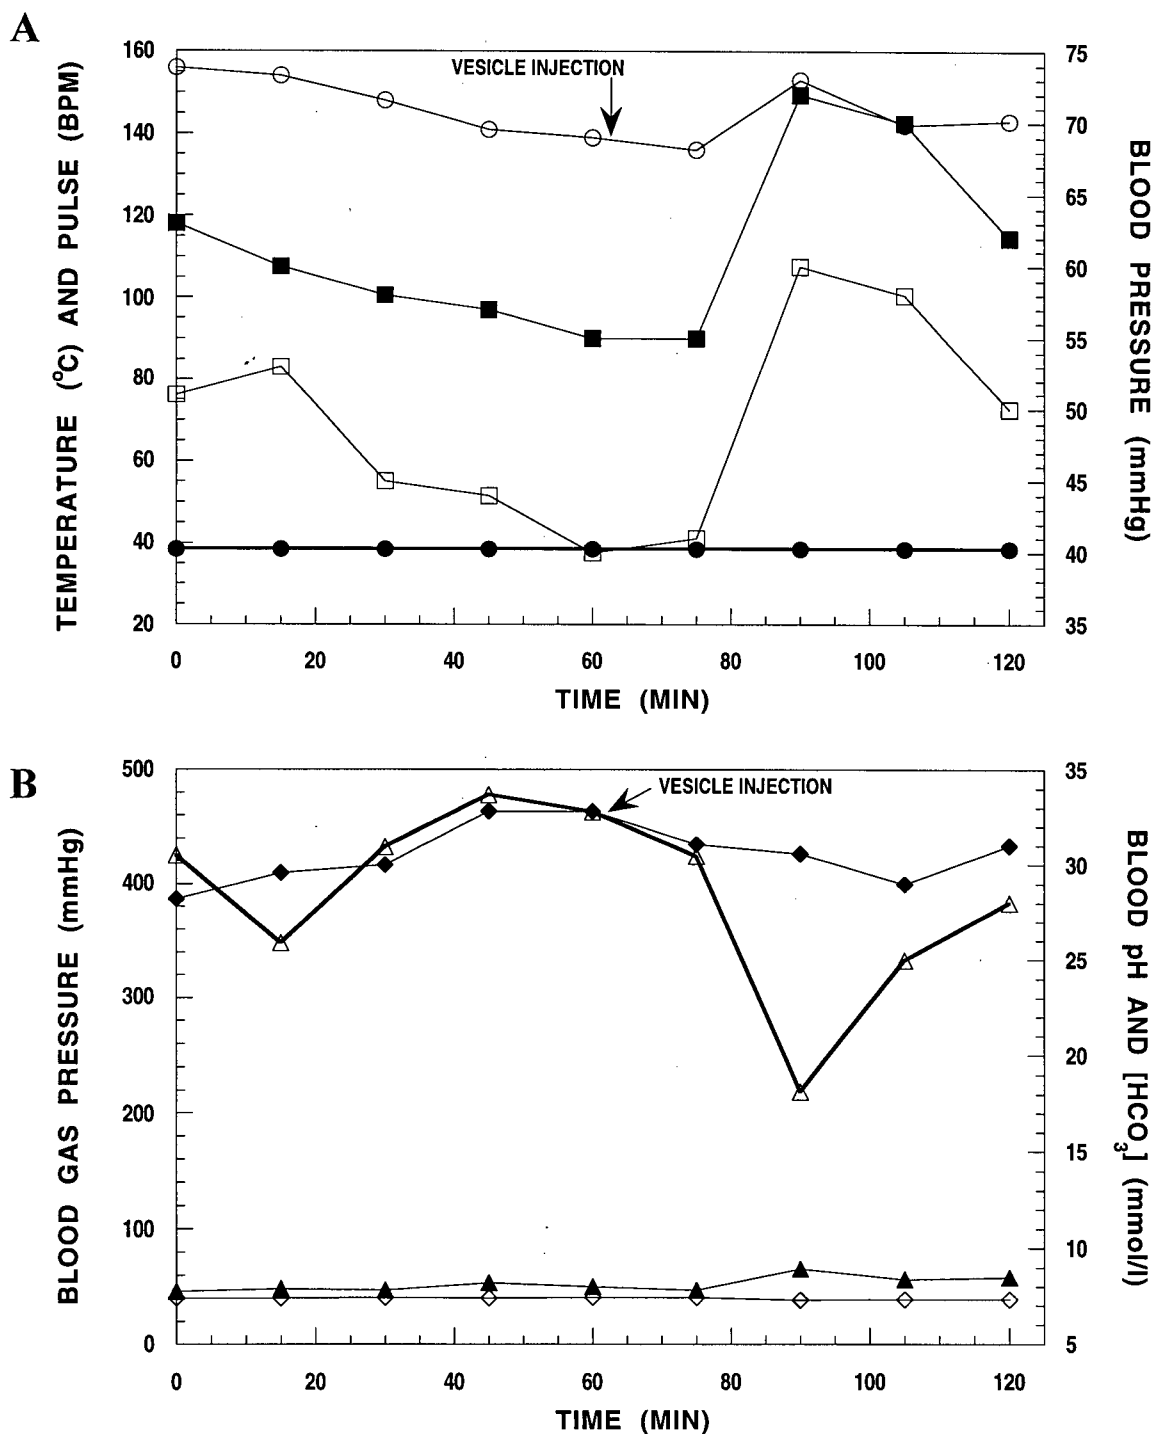 A
160
140
120
100
80
60
40
20
TEMPERATURE (°C) AND PULSE (BPM)
VESICLE INJECTION
75
70
65
60
55
50
45
40
35
BLOOD PRESSURE (mmHg)
0 20 40 60 80 100 120
TIME (MIN)
B
500
400
300
200
100
0
BLOOD GAS PRESSURE (mmHg)
VESICLE INJECTION
35
30
25
20
15
10
5
BLOOD pH AND [HCO₃] (mmol/l)
0 20 40 60 80 100 120
TIME (MIN)